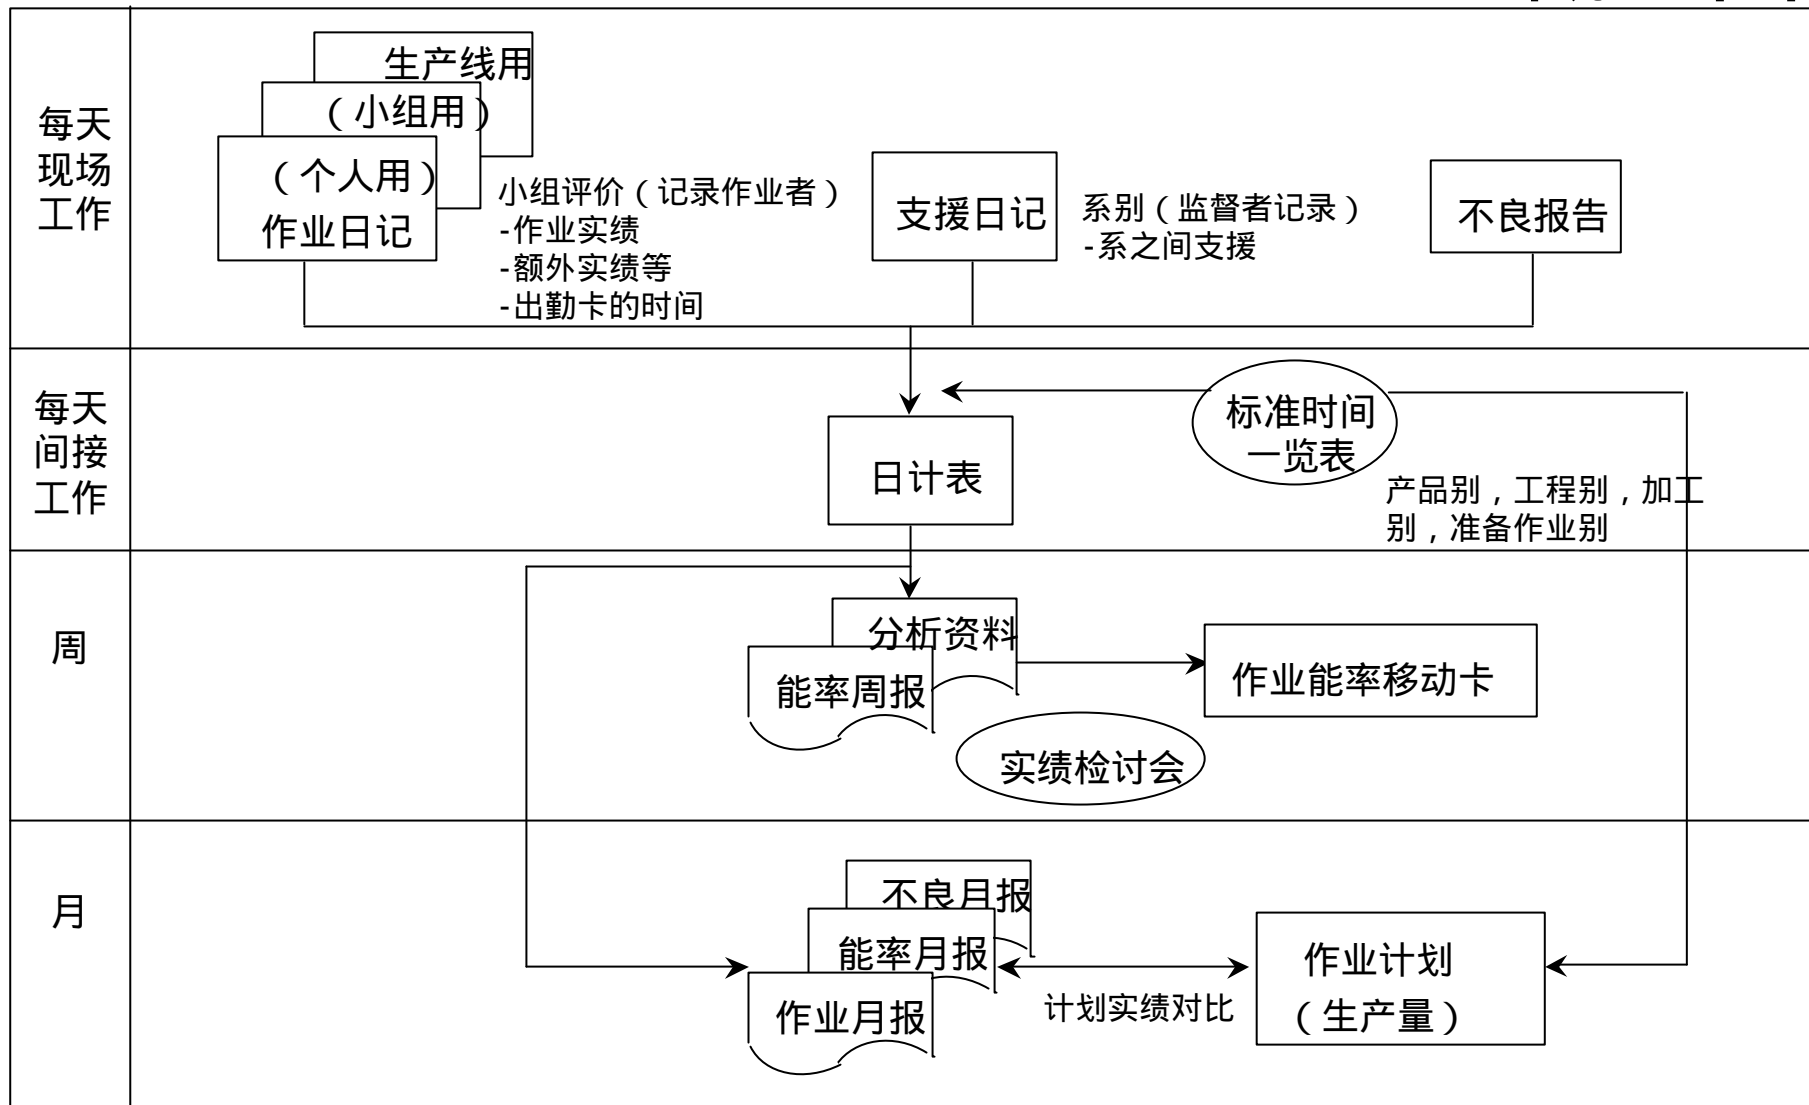 每天
现场
工作
生产线用
（小组用）
（个人用）
作业日记
小组评价（记录作业者）
-作业实绩
-额外实绩等
-出勤卡的时间
支援日记
系别（监督者记录）
-系之间支援
不良报告
每天
间接
工作
日计表
标准时间
一览表
产品别，工程别，加工
别，准备作业别
周
分析资料
能率周报
作业能率移动卡
实绩检讨会
月
不良月报
能率月报
作业月报
计划实绩对比
作业计划
（生产量）